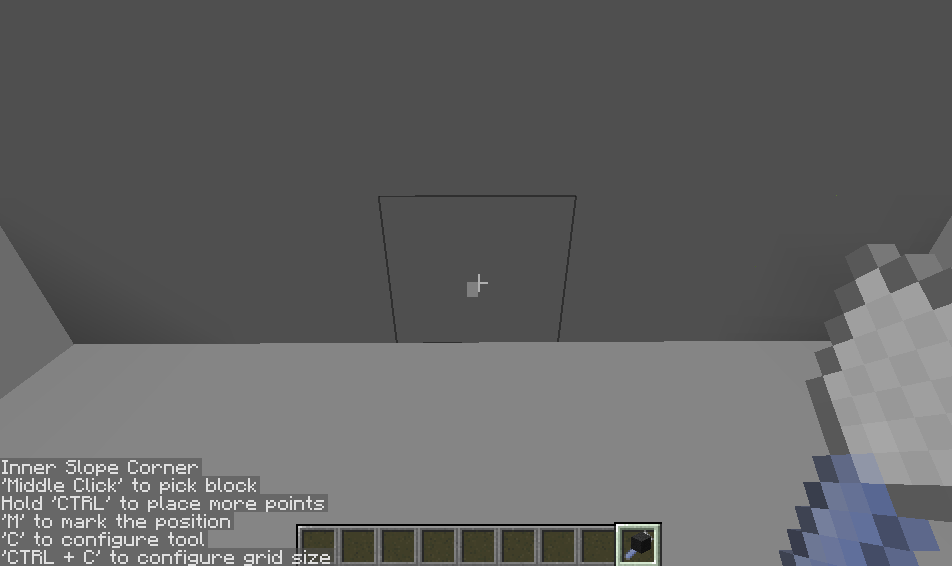 Inner Slope Corner
'Middle Click' to pick block
Hold 'CTRL' to place more points
'M' to mark the position
'C' to configure tool
'CTRL + C' to configure grid size